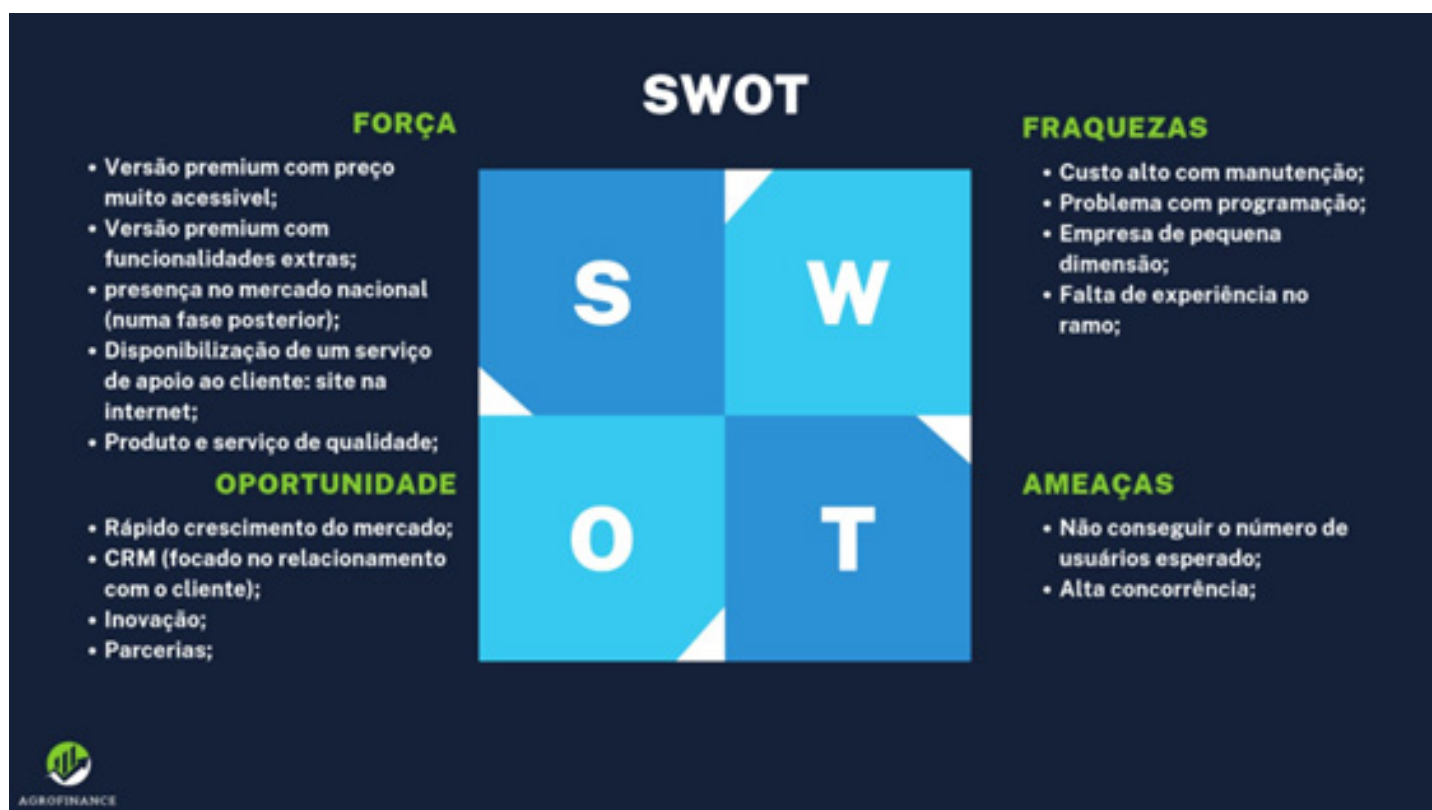 SWOT
FORÇA
• Versão premium com preço
muito acessivel;
• Versão premium com
funcionalidades extras;
• presença no mercado nacional
(numa fase posterior);
• Disponibilização de um serviço
de apoio ao cliente: site na
internet;
• Produto e serviço de qualidade;
FRAQUEZAS
• Custo alto com manutenção;
• Problema com programação;
• Empresa de pequena
dimensão;
• Falta de experiência no
ramo;
S
W
O
T
OPORTUNIDADE
• Rápido crescimento do mercado;
• CRM (focado no relacionamento
com o cliente);
• Inovação;
• Parcerias;
AMEAÇAS
• Não conseguir o número de
usuários esperado;
• Alta concorrência;
AGROFINANCE